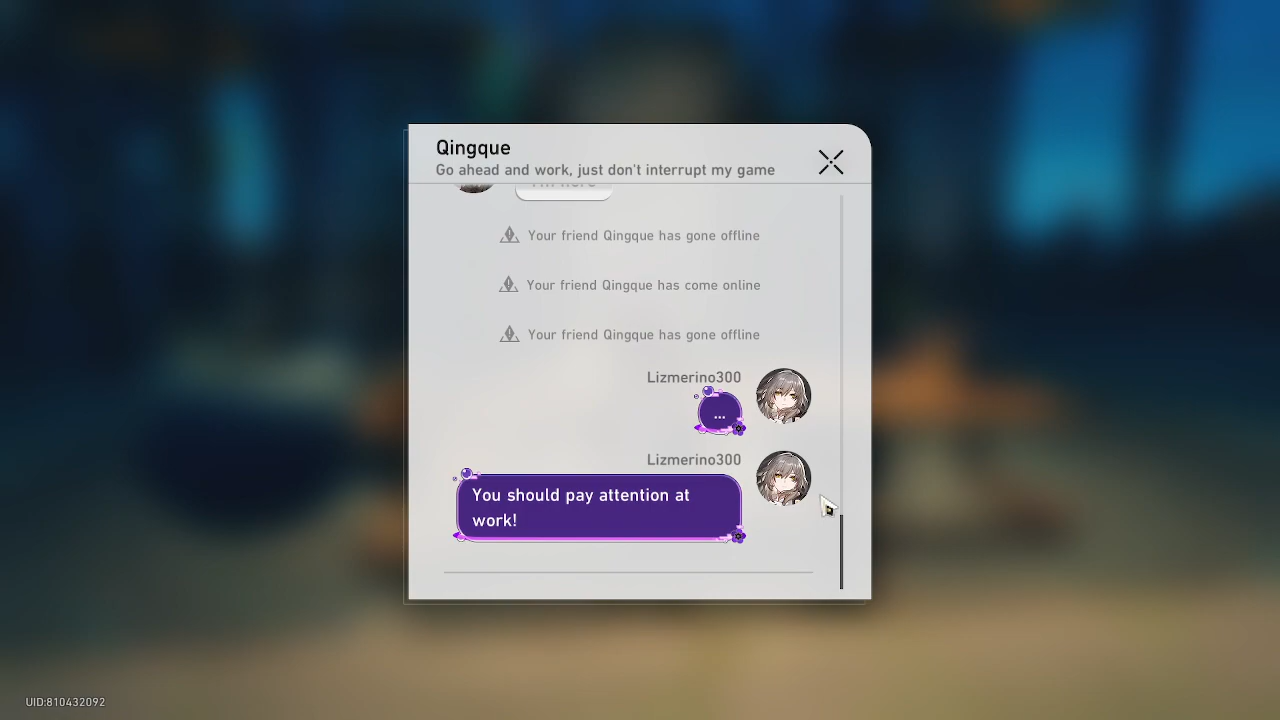 Qingque
Go ahead and work, just don't interrupt my game
Your friend Qingque has gone offline
Your friend Qingque has come online
Your friend Qingque has gone offline
Lizmerino300
...
Lizmerino300
You should pay attention at
work!
UID:810432092